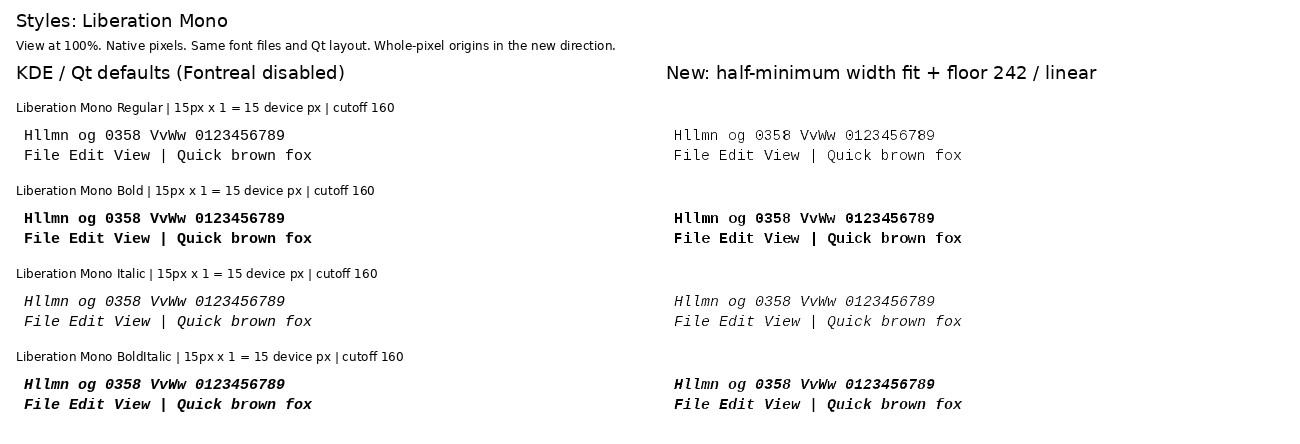 Styles: Liberation Mono
View at 100%. Native pixels. Same font files and Qt layout. Whole-pixel origins in the new direction.
KDE / Qt defaults (Fontreal disabled)
New: half-minimum width fit + floor 242 / linear
Liberation Mono Regular | 15px x 1 = 15 device px | cutoff 160
Hllmn og 0358 VvWw 0123456789
File Edit View | Quick brown fox
Hllmn og 0358 VvWw 0123456789
File Edit View | Quick brown fox
Liberation Mono Bold | 15px x 1 = 15 device px | cutoff 160
Hllmn og 0358 VvWw 0123456789
File Edit View | Quick brown fox
Hllmn og 0358 VvWw 0123456789
File Edit View | Quick brown fox
Liberation Mono Italic | 15px x 1 = 15 device px | cutoff 160
Hllmn og 0358 VvWw 0123456789
File Edit View | Quick brown fox
Hllmn og 0358 VvWw 0123456789
File Edit View | Quick brown fox
Liberation Mono BoldItalic | 15px x 1 = 15 device px | cutoff 160
Hllmn og 0358 VvWw 0123456789
File Edit View | Quick brown fox
Hllmn og 0358 VvWw 0123456789
File Edit View | Quick brown fox